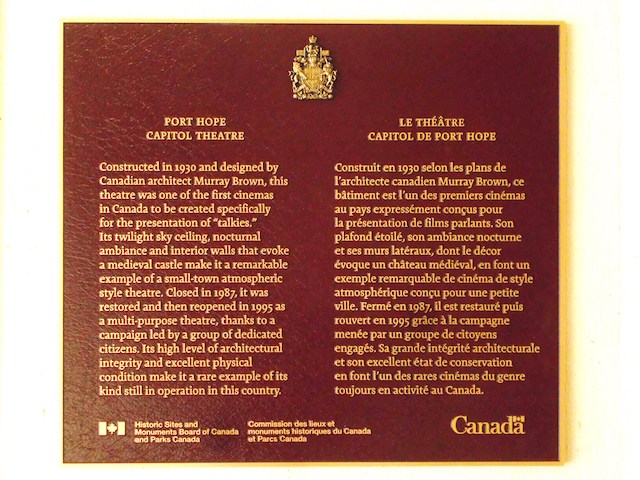 PORT HOPE
CAPITOL THEATRE
Constructed in 1930 and designed by
Canadian architect Murray Brown, this
theatre was one of the first cinemas
in Canada to be created specifically
for the presentation of “talkies.”
Its twilight sky ceiling, nocturnal
ambiance and interior walls that evoke
a medieval castle make it a remarkable
example of a small-town atmospheric
style theatre. Closed in 1987, it was
restored and then reopened in 1995 as
a multi-purpose theatre, thanks to a
campaign led by a group of dedicated
citizens. Its high level of architectural
integrity and excellent physical
condition make it a rare example of its
kind still in operation in this country.
LE THÉÂTRE
CAPITOL DE PORT HOPE
Construit en 1930 selon les plans de
l’architecte canadien Murray Brown, ce
bâtiment est l’un des premiers cinémas
au pays expressément conçus pour
la présentation de films parlants. Son
plafond étoilé, son ambiance nocturne
et ses murs latéraux, dont le décor
évoque un château médiéval, en font un
exemple remarquable de cinéma de style
atmosphérique conçu pour une petite
ville. Fermé en 1987, il est restauré puis
rouvert en 1995 grâce à la campagne
menée par un groupe de citoyens
engagés. Sa grande intégrité architecturale
et son excellent état de conservation
en font l’un des rares cinémas du genre
toujours en activité au Canada.
Historic Sites and
Monuments Board of Canada
and Parks Canada
Commission des lieux et
monuments historiques du Canada
et Parcs Canada
Canada